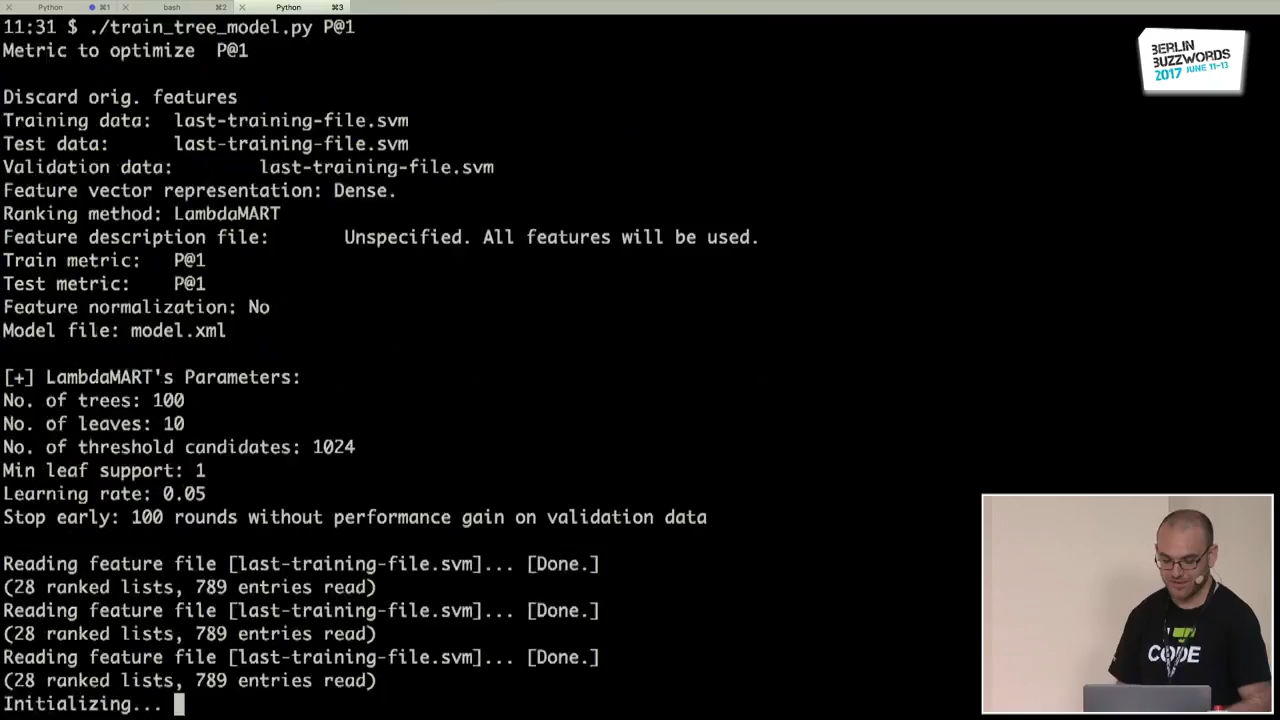 Python ⌘1 bash ⌘2 Python ⌘3
11:31 $ ./train_tree_model.py P@1
Metric to optimize P@1
Discard orig. features
Training data: last-training-file.svm
Test data: last-training-file.svm
Validation data: last-training-file.svm
Feature vector representation: Dense.
Ranking method: LambdaMART
Feature description file: Unspecified. All features will be used.
Train metric: P@1
Test metric: P@1
Feature normalization: No
Model file: model.xml
[+] LambdaMART's Parameters:
No. of trees: 100
No. of leaves: 10
No. of threshold candidates: 1024
Min leaf support: 1
Learning rate: 0.05
Stop early: 100 rounds without performance gain on validation data
Reading feature file [last-training-file.svm]... [Done.]
(28 ranked lists, 789 entries read)
Reading feature file [last-training-file.svm]... [Done.]
(28 ranked lists, 789 entries read)
Reading feature file [last-training-file.svm]... [Done.]
(28 ranked lists, 789 entries read)
Initializing...
BERLIN
BUZZWORDS
2017 JUNE 11-13
CODE